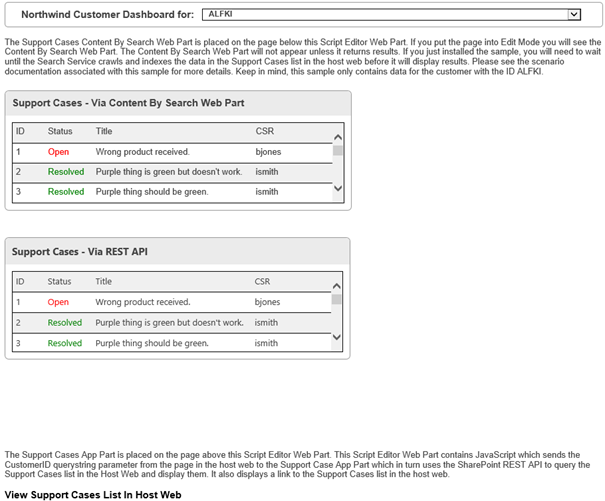 Northwind Customer Dashboard for: ALFKI
The Support Cases Content By Search Web Part is placed on the page below this Script Editor Web Part. If you put the page into Edit Mode you will see the
Content By Search Web Part. The Content By Search Web Part will not appear unless it returns results. If you just installed the sample, you will need to wait
until the Search Service crawls and indexes the data in the Support Cases list in the host web before it will display results. Please see the scenario
documentation associated with this sample for more details. Keep in mind, this sample only contains data for the customer with the ID ALFKI.
Support Cases - Via Content By Search Web Part
ID Status Title CSR
1 Open Wrong product received. bjones
2 Resolved Purple thing is green but doesn't work. ismith
3 Resolved Purple thing should be green. ismith
Support Cases - Via REST API
ID Status Title CSR
1 Open Wrong product received. bjones
2 Resolved Purple thing is green but doesn't work. ismith
3 Resolved Purple thing should be green. ismith
The Support Cases App Part is placed on the page above this Script Editor Web Part. This Script Editor Web Part contains JavaScript which sends the
CustomerID querystring parameter from the page in the host web to the Support Case App Part which in turn uses the SharePoint REST API to query the
Support Cases list in the Host Web and display them. It also displays a link to the Support Cases list in the host web.
View Support Cases List In Host Web